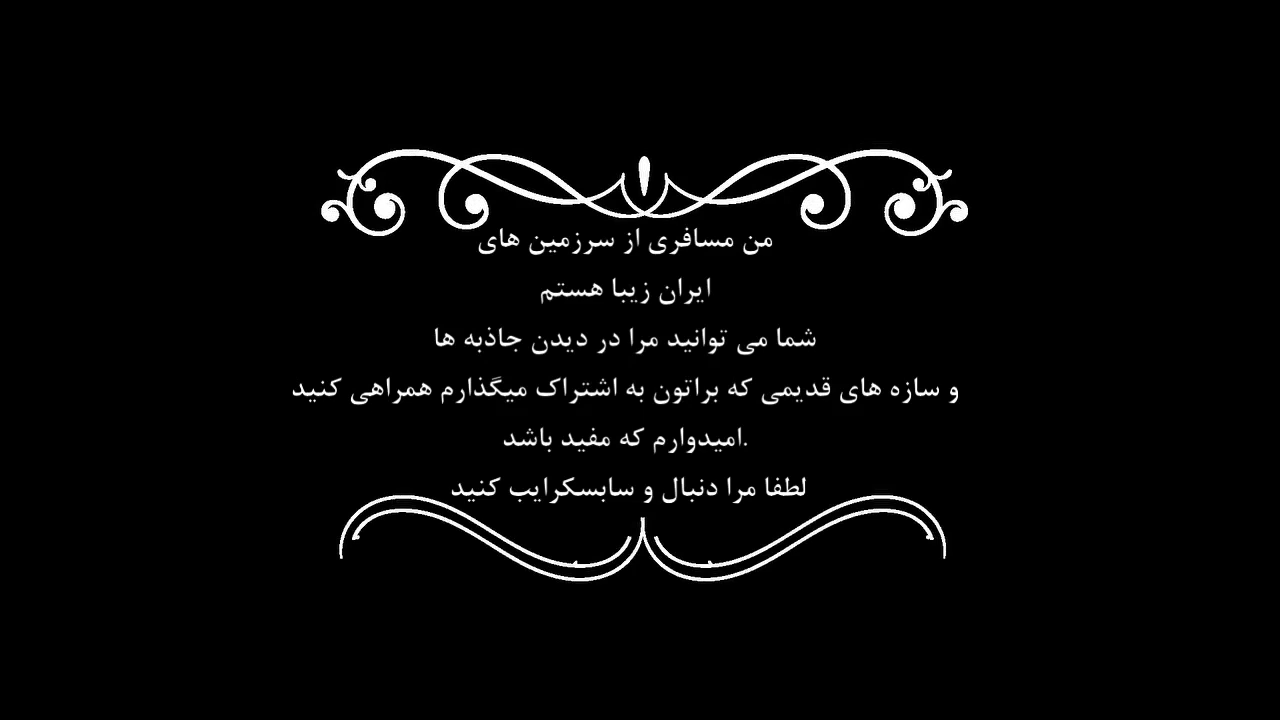 من مسافری از سرزمین های
ایران زیبا هستم
شما می توانید مرا در دیدن جاذبه ها
و سازه های قدیمی که براتون به اشتراک میگذارم همراهی کنید
.امیدوارم که مفید باشد
لطفا مرا دنبال و سابسکرایب کنید